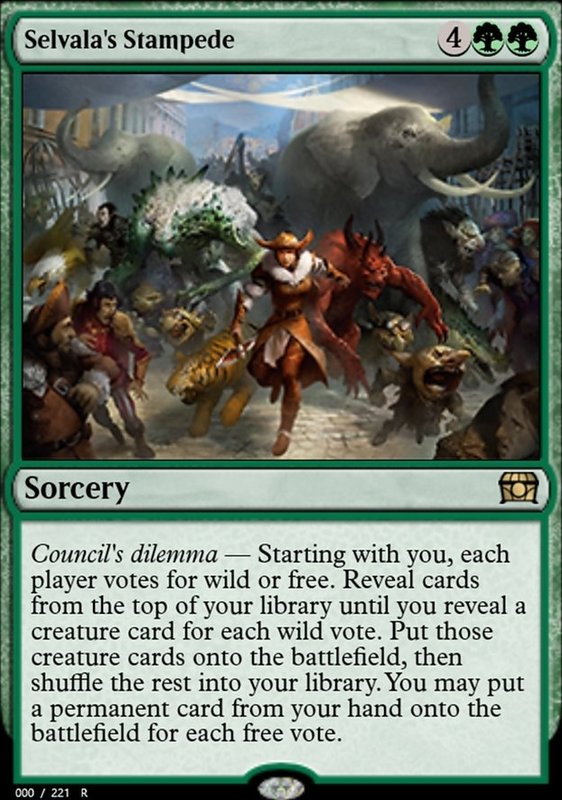 Selvala's Stampede 4
Sorcery
Council's dilemma — Starting with you, each
player votes for wild or free. Reveal cards
from the top of your library until you reveal a
creature card for each wild vote. Put those
creature cards onto the battlefield, then
shuffle the rest into your library. You may put
a permanent card from your hand onto the
battlefield for each free vote.
000 / 221 R